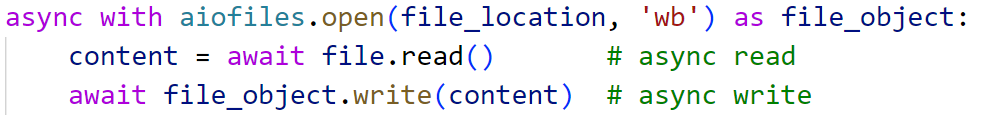 async with aiofiles.open(file_location, 'wb') as file_object:
    content = await file.read()       # async read
    await file_object.write(content)  # async write